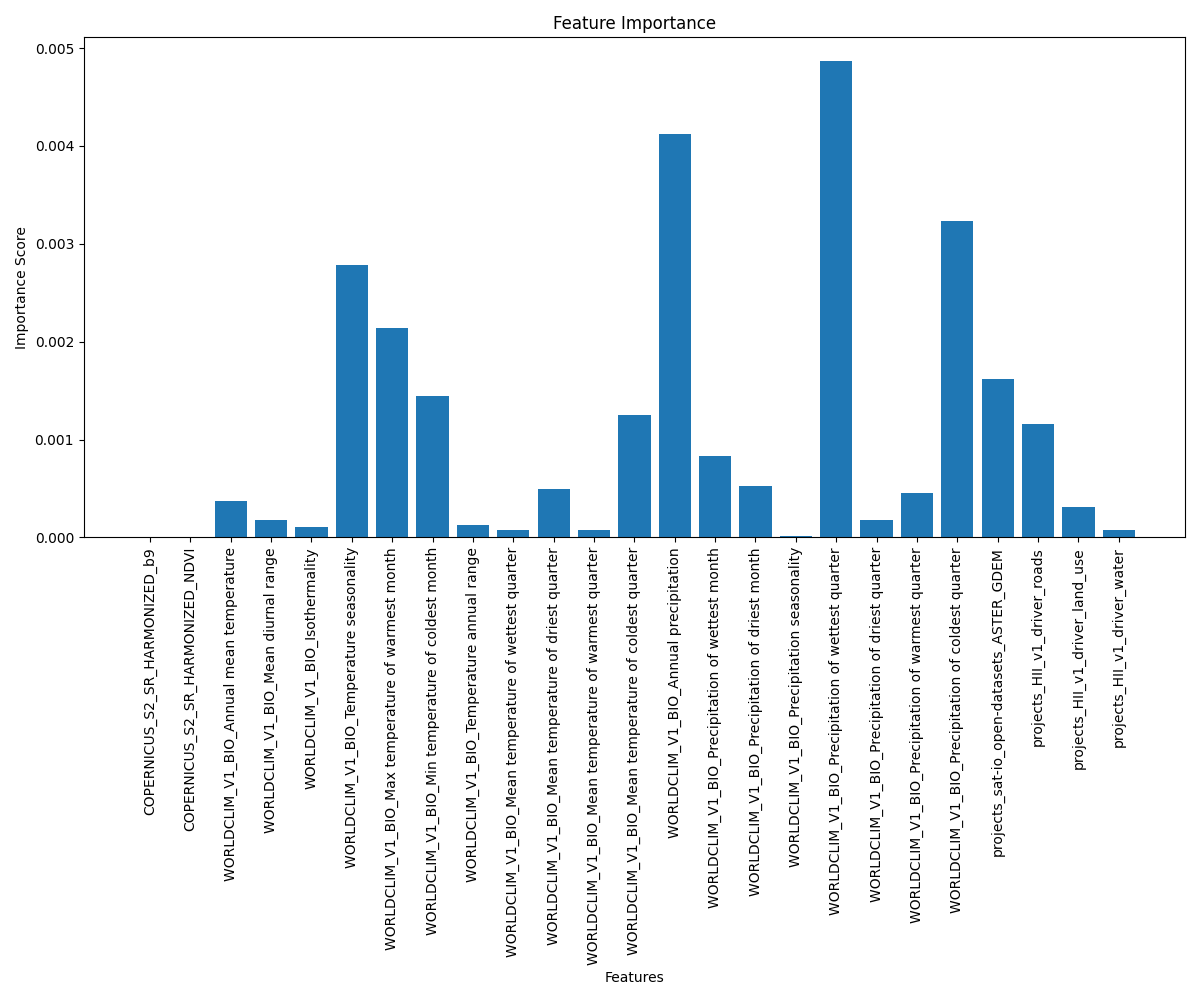 Feature Importance
0.005
0.004
0.003
0.002
0.001
0.000
Importance Score
COPERNICUS_S2_SR_HARMONIZED_b9
COPERNICUS_S2_SR_HARMONIZED_NDVI
WORLDCLIM_V1_BIO_Annual mean temperature
WORLDCLIM_V1_BIO_Mean diurnal range
WORLDCLIM_V1_BIO_Isothermality
WORLDCLIM_V1_BIO_Temperature seasonality
WORLDCLIM_V1_BIO_Max temperature of warmest month
WORLDCLIM_V1_BIO_Min temperature of coldest month
WORLDCLIM_V1_BIO_Temperature annual range
WORLDCLIM_V1_BIO_Mean temperature of wettest quarter
WORLDCLIM_V1_BIO_Mean temperature of driest quarter
WORLDCLIM_V1_BIO_Mean temperature of warmest quarter
WORLDCLIM_V1_BIO_Mean temperature of coldest quarter
WORLDCLIM_V1_BIO_Annual precipitation
WORLDCLIM_V1_BIO_Precipitation of wettest month
WORLDCLIM_V1_BIO_Precipitation of driest month
WORLDCLIM_V1_BIO_Precipitation seasonality
WORLDCLIM_V1_BIO_Precipitation of wettest quarter
WORLDCLIM_V1_BIO_Precipitation of driest quarter
WORLDCLIM_V1_BIO_Precipitation of warmest quarter
WORLDCLIM_V1_BIO_Precipitation of coldest quarter
projects_sat-io_open-datasets_ASTER_GDEM
projects_HII_v1_driver_roads
projects_HII_v1_driver_land_use
projects_HII_v1_driver_water
Features